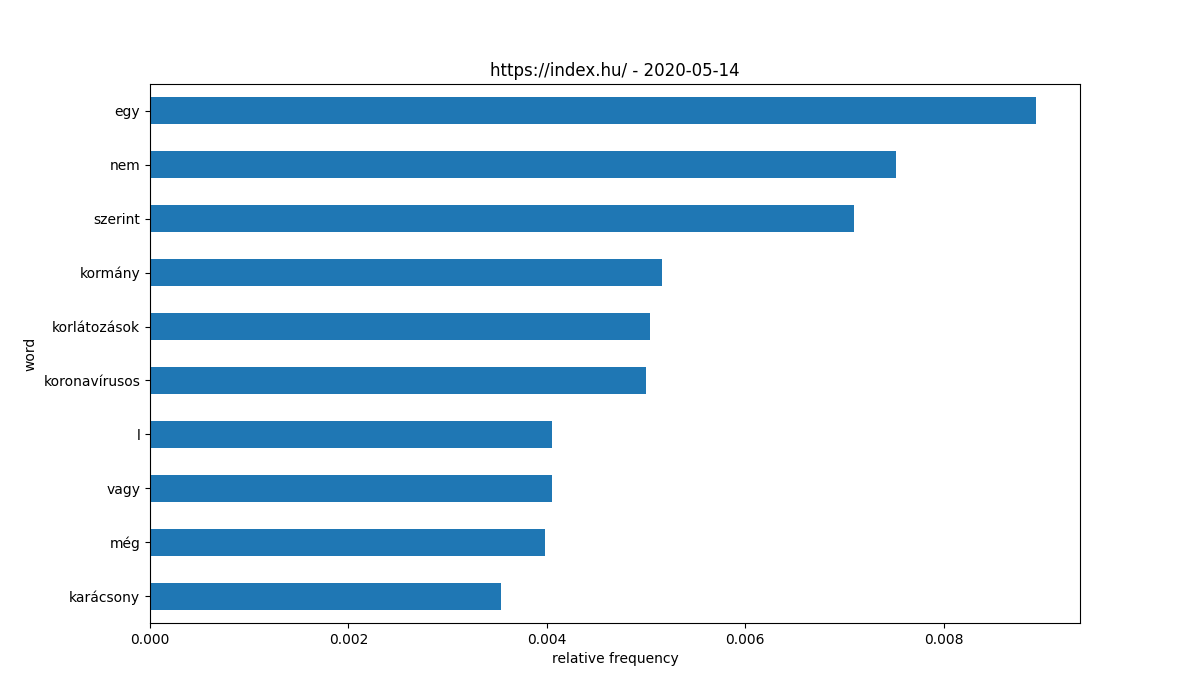 https://index.hu/ - 2020-05-14
egy
nem
szerint
kormány
korlátozások
koronavírusos
l
vagy
még
karácsony
word
0.000 0.002 0.004 0.006 0.008
relative frequency